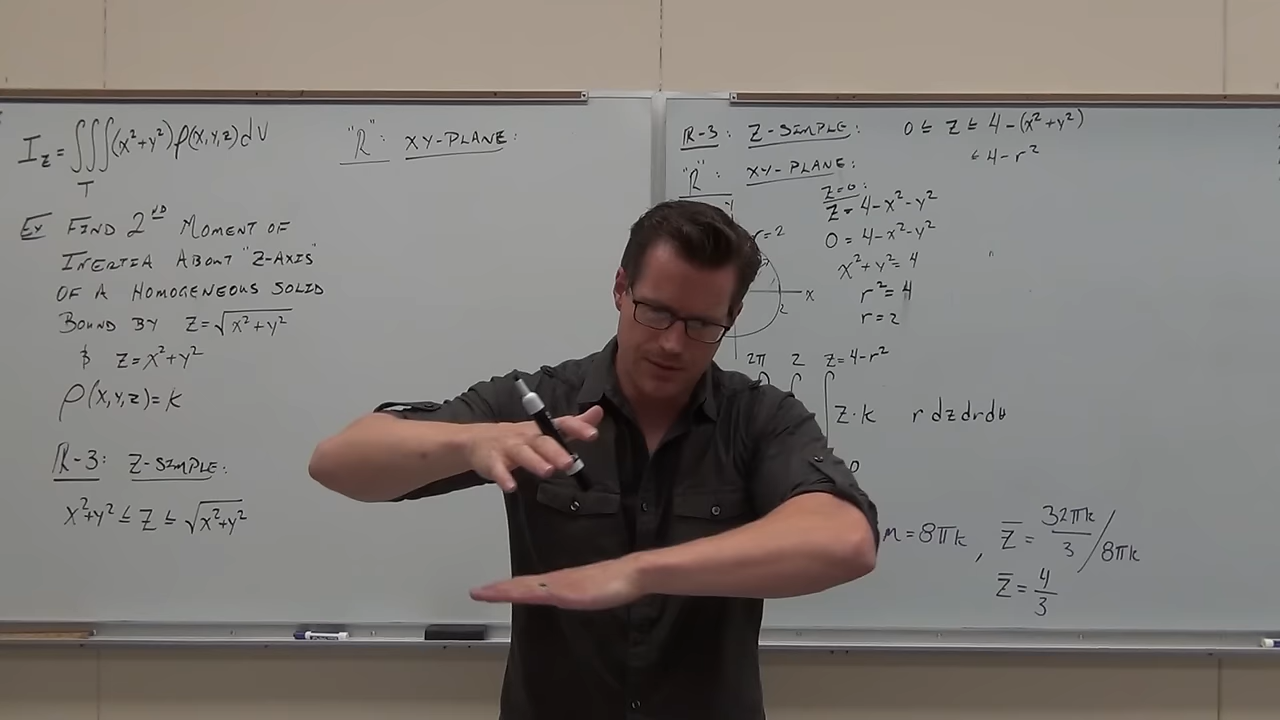 I_z = ∭_T (x²+y²) ρ(x,y,z) dV
Ex FIND 2ND MOMENT OF
INERTIA ABOUT "Z-AXIS"
OF A HOMOGENEOUS SOLID
BOUND BY Z=√(x²+y²)
$ Z=x²+y²
ρ(x,y,z)=k
R-3: Z-SIMPLE:
x²+y² ≤ Z ≤ √(x²+y²)
"R": XY-PLANE:
R-3: Z-SIMPLE: 0 ≤ Z ≤ 4-(x²+y²)
≤ 4-r²
"R": XY-PLANE:
Z=0:
Y
Z=4-x²-y²
r=2
0=4-x²-y²
x²+y²=4
x
r²=4
2
r=2
2π 2 Z=4-r²
∫ ∫ ∫ Z·k r dz dr dθ
0
m=8πk, Z̄=32πk/3 / 8πk
Z̄=4/3